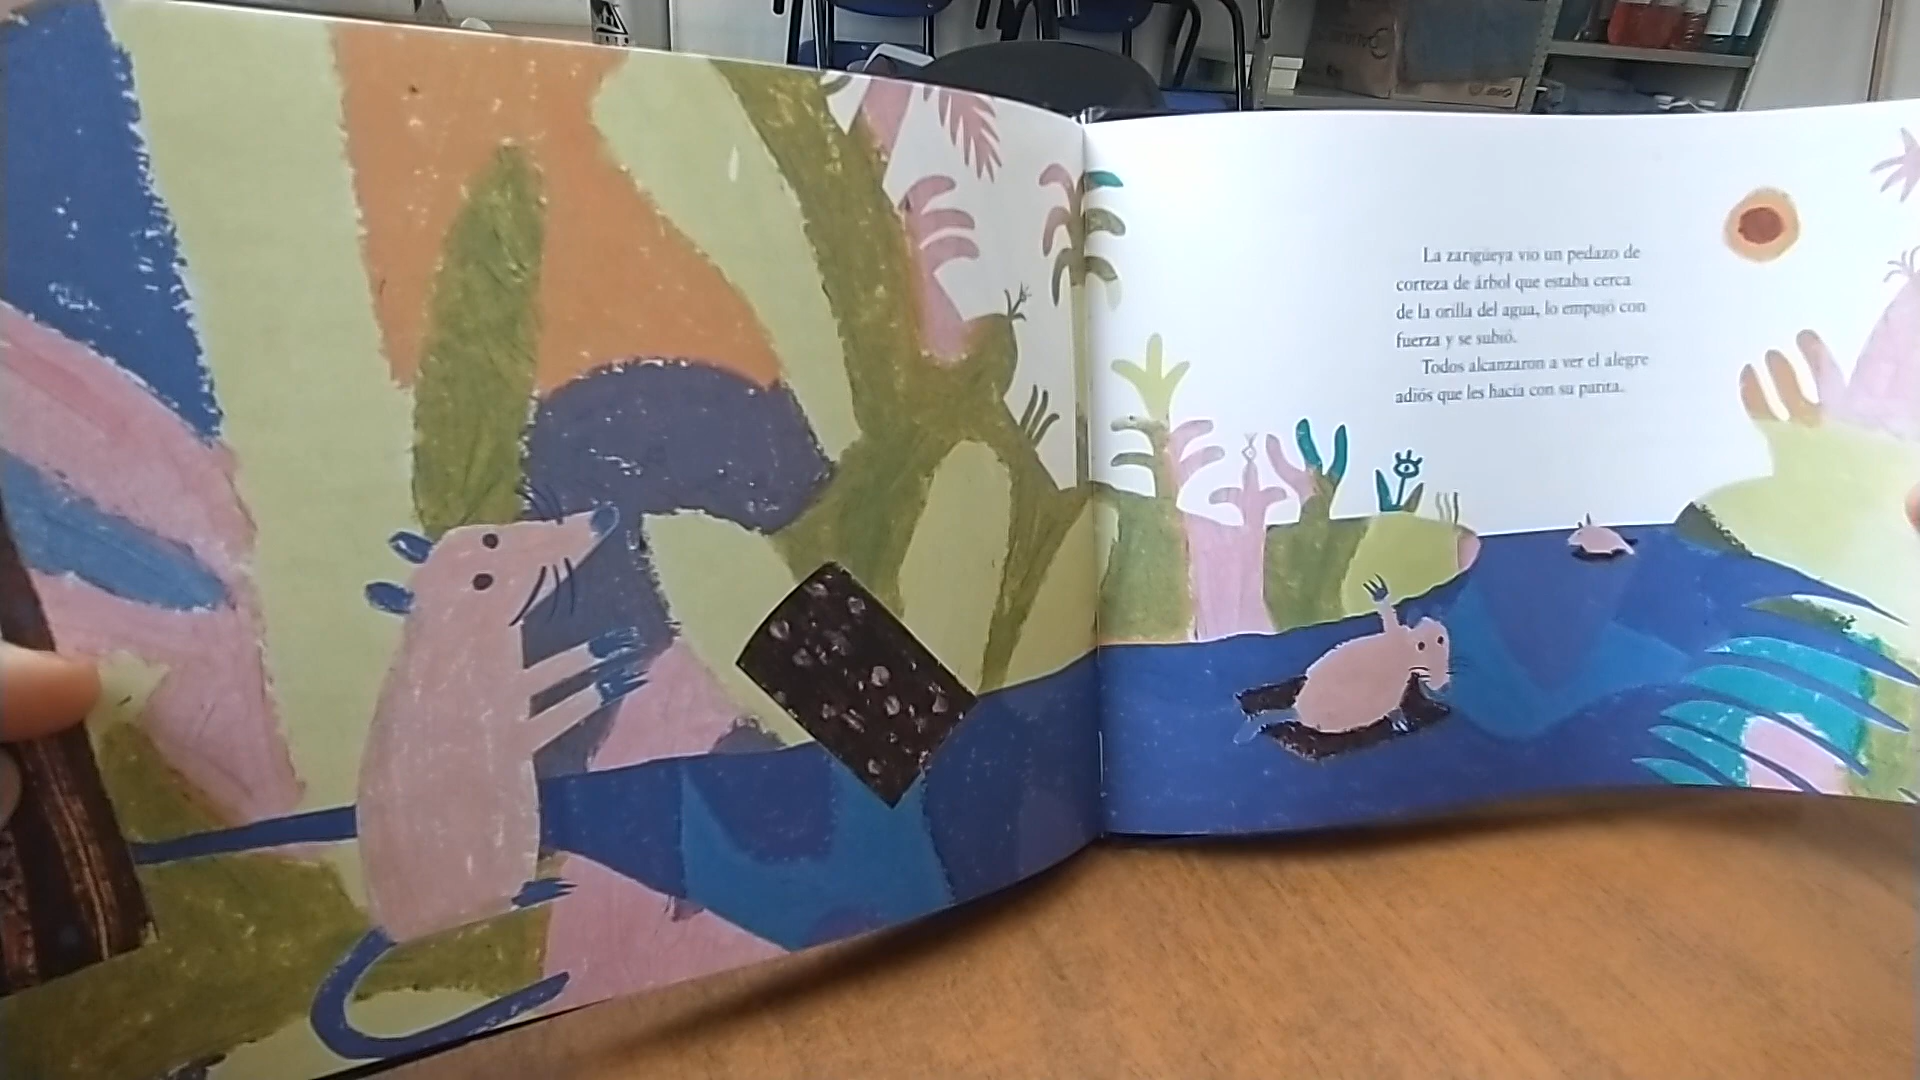 La zarigüeya vio un pedazo de
corteza de árbol que estaba cerca
de la orilla del agua, lo empujó con
fuerza y se subió.
Todos alcanzaron a ver el alegre
adiós que les hacía con su patita.